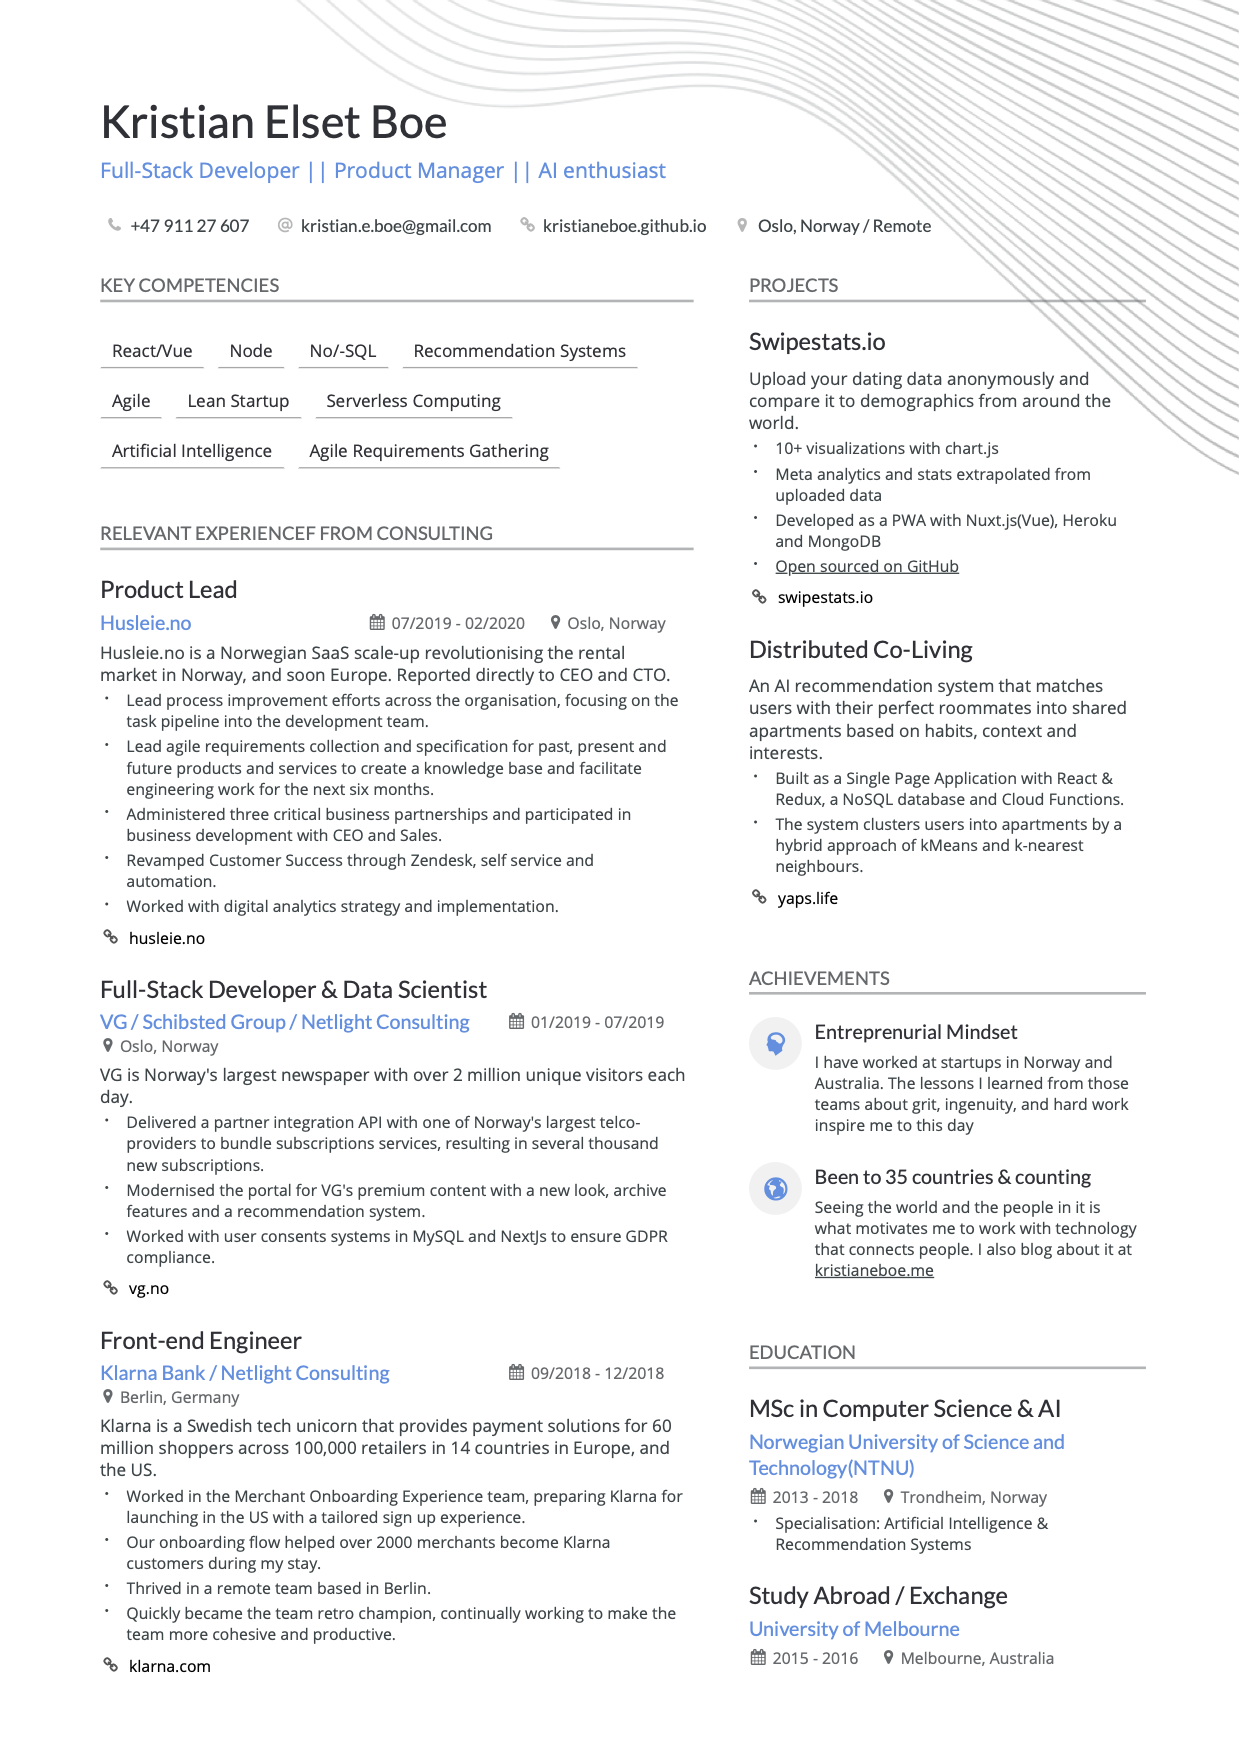 Kristian Elset Boe
Full-Stack Developer || Product Manager || AI enthusiast
+47 911 27 607 kristian.e.boe@gmail.com kristianeboe.github.io Oslo, Norway / Remote
KEY COMPETENCIES
React/Vue Node No/-SQL Recommendation Systems
Agile Lean Startup Serverless Computing
Artificial Intelligence Agile Requirements Gathering
RELEVANT EXPERIENCEF FROM CONSULTING
Product Lead
Husleie.no 07/2019 - 02/2020 Oslo, Norway
Husleie.no is a Norwegian SaaS scale-up revolutionising the rental
market in Norway, and soon Europe. Reported directly to CEO and CTO.
· Lead process improvement efforts across the organisation, focusing on the
task pipeline into the development team.
· Lead agile requirements collection and specification for past, present and
future products and services to create a knowledge base and facilitate
engineering work for the next six months.
· Administered three critical business partnerships and participated in
business development with CEO and Sales.
· Revamped Customer Success through Zendesk, self service and
automation.
· Worked with digital analytics strategy and implementation.
husleie.no
Full-Stack Developer & Data Scientist
VG / Schibsted Group / Netlight Consulting 01/2019 - 07/2019
Oslo, Norway
VG is Norway's largest newspaper with over 2 million unique visitors each
day.
· Delivered a partner integration API with one of Norway's largest telco-
providers to bundle subscriptions services, resulting in several thousand
new subscriptions.
· Modernised the portal for VG's premium content with a new look, archive
features and a recommendation system.
· Worked with user consents systems in MySQL and NextJs to ensure GDPR
compliance.
vg.no
Front-end Engineer
Klarna Bank / Netlight Consulting 09/2018 - 12/2018
Berlin, Germany
Klarna is a Swedish tech unicorn that provides payment solutions for 60
million shoppers across 100,000 retailers in 14 countries in Europe, and
the US.
· Worked in the Merchant Onboarding Experience team, preparing Klarna for
launching in the US with a tailored sign up experience.
· Our onboarding flow helped over 2000 merchants become Klarna
customers during my stay.
· Thrived in a remote team based in Berlin.
· Quickly became the team retro champion, continually working to make the
team more cohesive and productive.
klarna.com
PROJECTS
Swipestats.io
Upload your dating data anonymously and
compare it to demographics from around the
world.
· 10+ visualizations with chart.js
· Meta analytics and stats extrapolated from
uploaded data
· Developed as a PWA with Nuxt.js(Vue), Heroku
and MongoDB
· Open sourced on GitHub
swipestats.io
Distributed Co-Living
An AI recommendation system that matches
users with their perfect roommates into shared
apartments based on habits, context and
interests.
· Built as a Single Page Application with React &
Redux, a NoSQL database and Cloud Functions.
· The system clusters users into apartments by a
hybrid approach of kMeans and k-nearest
neighbours.
yaps.life
ACHIEVEMENTS
Entreprenurial Mindset
I have worked at startups in Norway and
Australia. The lessons I learned from those
teams about grit, ingenuity, and hard work
inspire me to this day
Been to 35 countries & counting
Seeing the world and the people in it is
what motivates me to work with technology
that connects people. I also blog about it at
kristianeboe.me
EDUCATION
MSc in Computer Science & AI
Norwegian University of Science and
Technology(NTNU)
2013 - 2018 Trondheim, Norway
· Specialisation: Artificial Intelligence &
Recommendation Systems
Study Abroad / Exchange
University of Melbourne
2015 - 2016 Melbourne, Australia